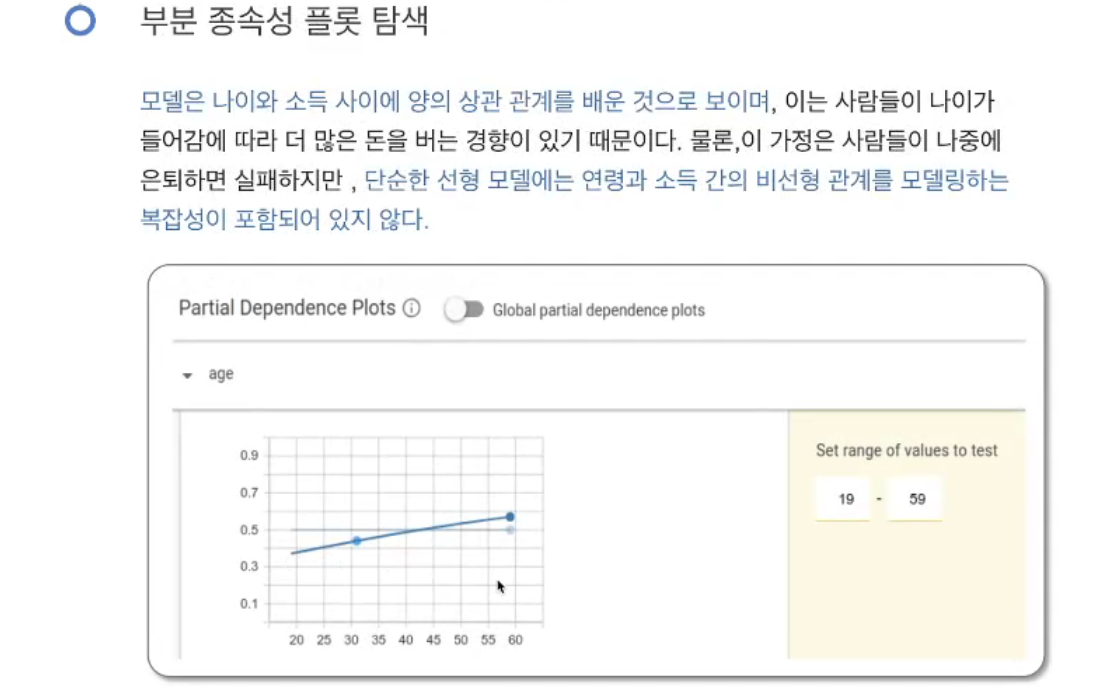 부분 종속성 플롯 탐색
모델은 나이와 소득 사이에 양의 상관 관계를 배운 것으로 보이며, 이는 사람들이 나이가
들어감에 따라 더 많은 돈을 버는 경향이 있기 때문이다. 물론,이 가정은 사람들이 나중에
은퇴하면 실패하지만 , 단순한 선형 모델에는 연령과 소득 간의 비선형 관계를 모델링하는
복잡성이 포함되어 있지 않다.
Partial Dependence Plots
Global partial dependence plots
age
0.9
0.7
0.5
0.3
0.1
20 25 30 35 40 45 50 55 60
Set range of values to test
19 - 59